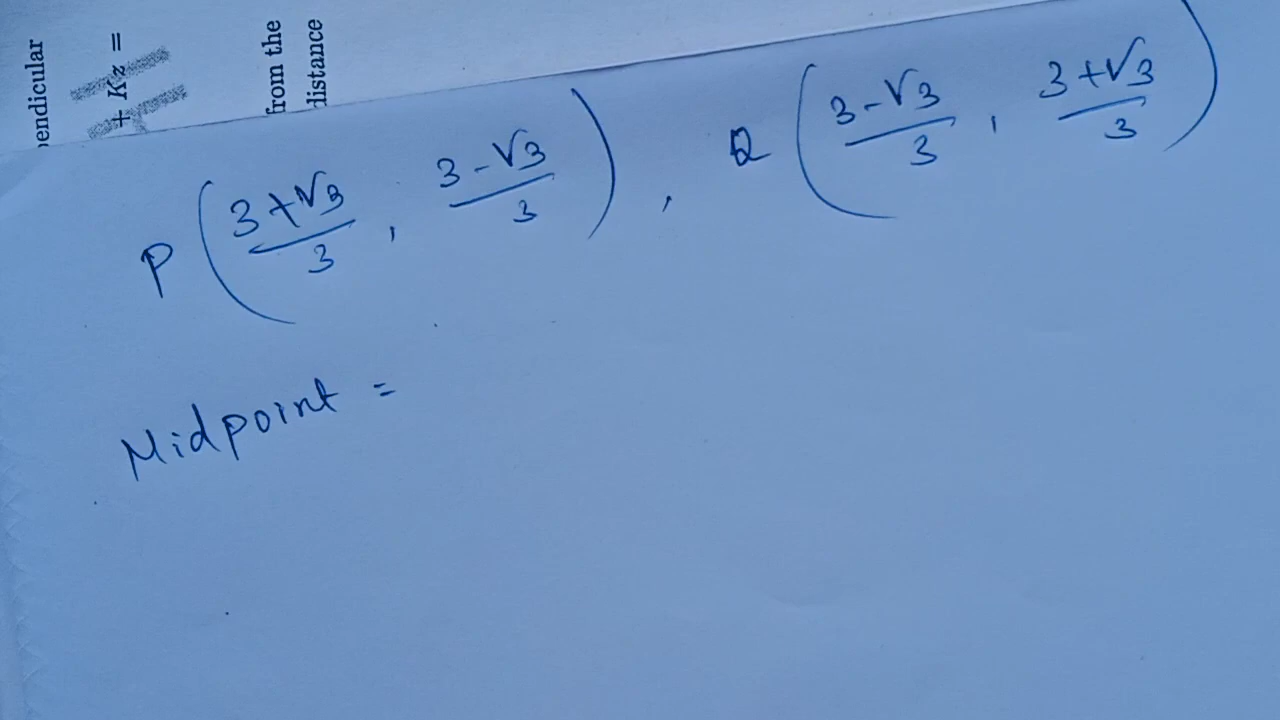 endicular
+ Kz =
from the
distance
P ( 3+√3 / 3 , 3-√3 / 3 ) , Q ( 3-√3 / 3 , 3+√3 / 3 )
Midpoint =